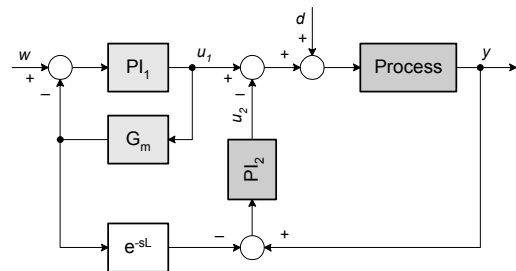 d
w
+
−
PI₁
u₁
+
−
+
+
Process
y
u₂
Gₘ
PI₂
e⁻ˢᴸ
−
+